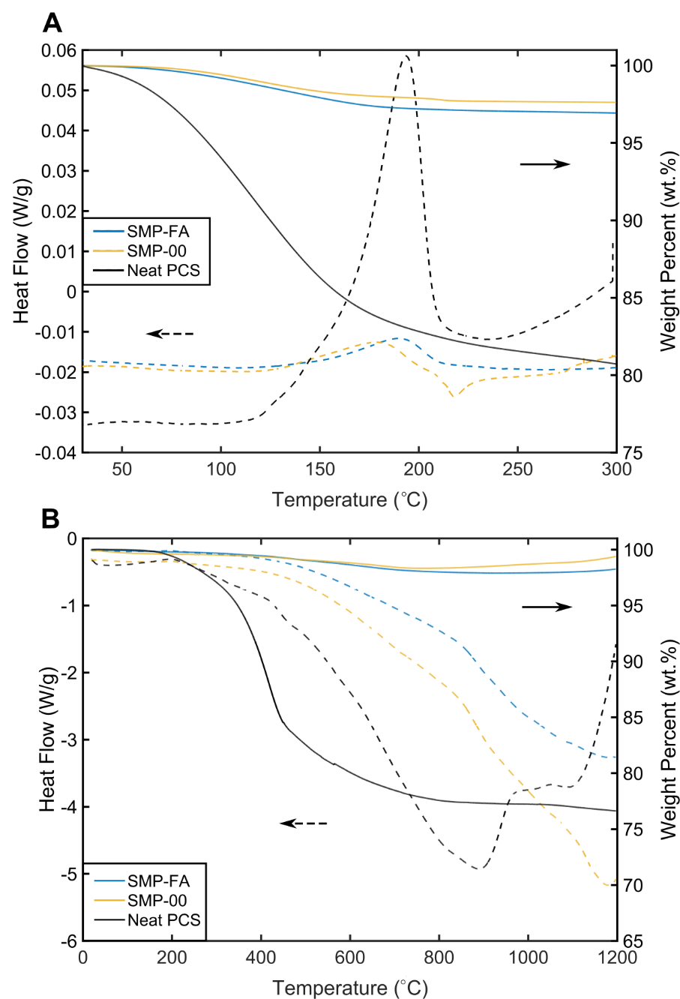 A
0.06
0.05
0.04
0.03
0.02
0.01
0
-0.01
-0.02
-0.03
-0.04
Heat Flow (W/g)
SMP-FA
SMP-00
Neat PCS
100
95
90
85
80
75
Weight Percent (wt.%)
50 100 150 200 250 300
Temperature (°C)
B
0
-1
-2
-3
-4
-5
-6
Heat Flow (W/g)
SMP-FA
SMP-00
Neat PCS
100
95
90
85
80
75
70
65
Weight Percent (wt.%)
0 200 400 600 800 1000 1200
Temperature (°C)